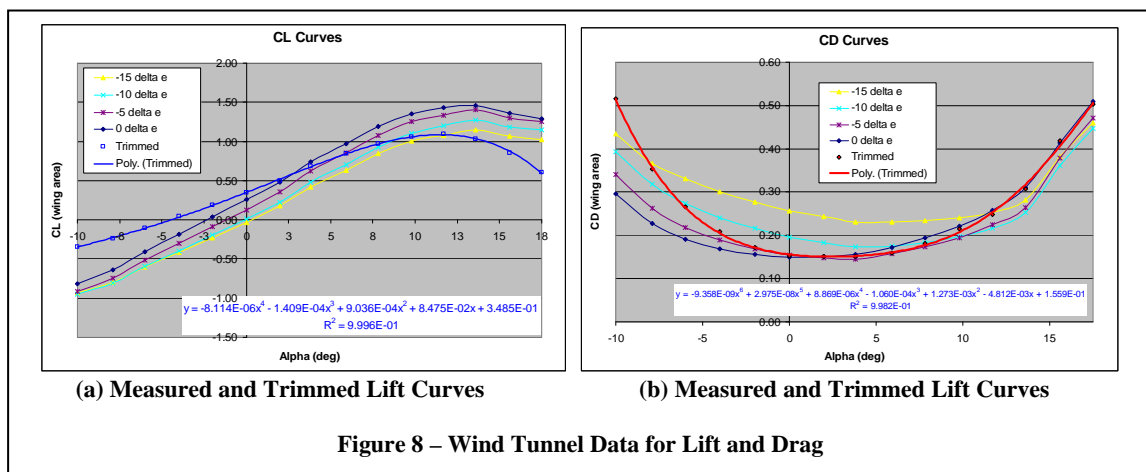 CL Curves
2.00
1.50
1.00
0.50
0.00
-0.50
-1.00
-1.50
CL (wing area)
-15 delta e
-10 delta e
-5 delta e
0 delta e
Trimmed
Poly. (Trimmed)
-10 -8 -5 -3 0 3 5 8 10 13 15 18
y = -8.114E-06x4 - 1.409E-04x3 + 9.036E-04x2 + 8.475E-02x + 3.485E-01
R2 = 9.996E-01
Alpha (deg)
(a) Measured and Trimmed Lift Curves
CD Curves
0.60
0.50
0.40
0.30
0.20
0.10
0.00
CD (wing area)
-15 delta e
-10 delta e
-5 delta e
0 delta e
Trimmed
Poly. (Trimmed)
y = -9.358E-09x6 + 2.975E-08x5 + 8.869E-06x4 - 1.060E-04x3 + 1.273E-03x2 - 4.812E-03x + 1.559E-01
R2 = 9.982E-01
-10 -5 0 5 10 15
Alpha (deg)
(b) Measured and Trimmed Lift Curves
Figure 8 – Wind Tunnel Data for Lift and Drag